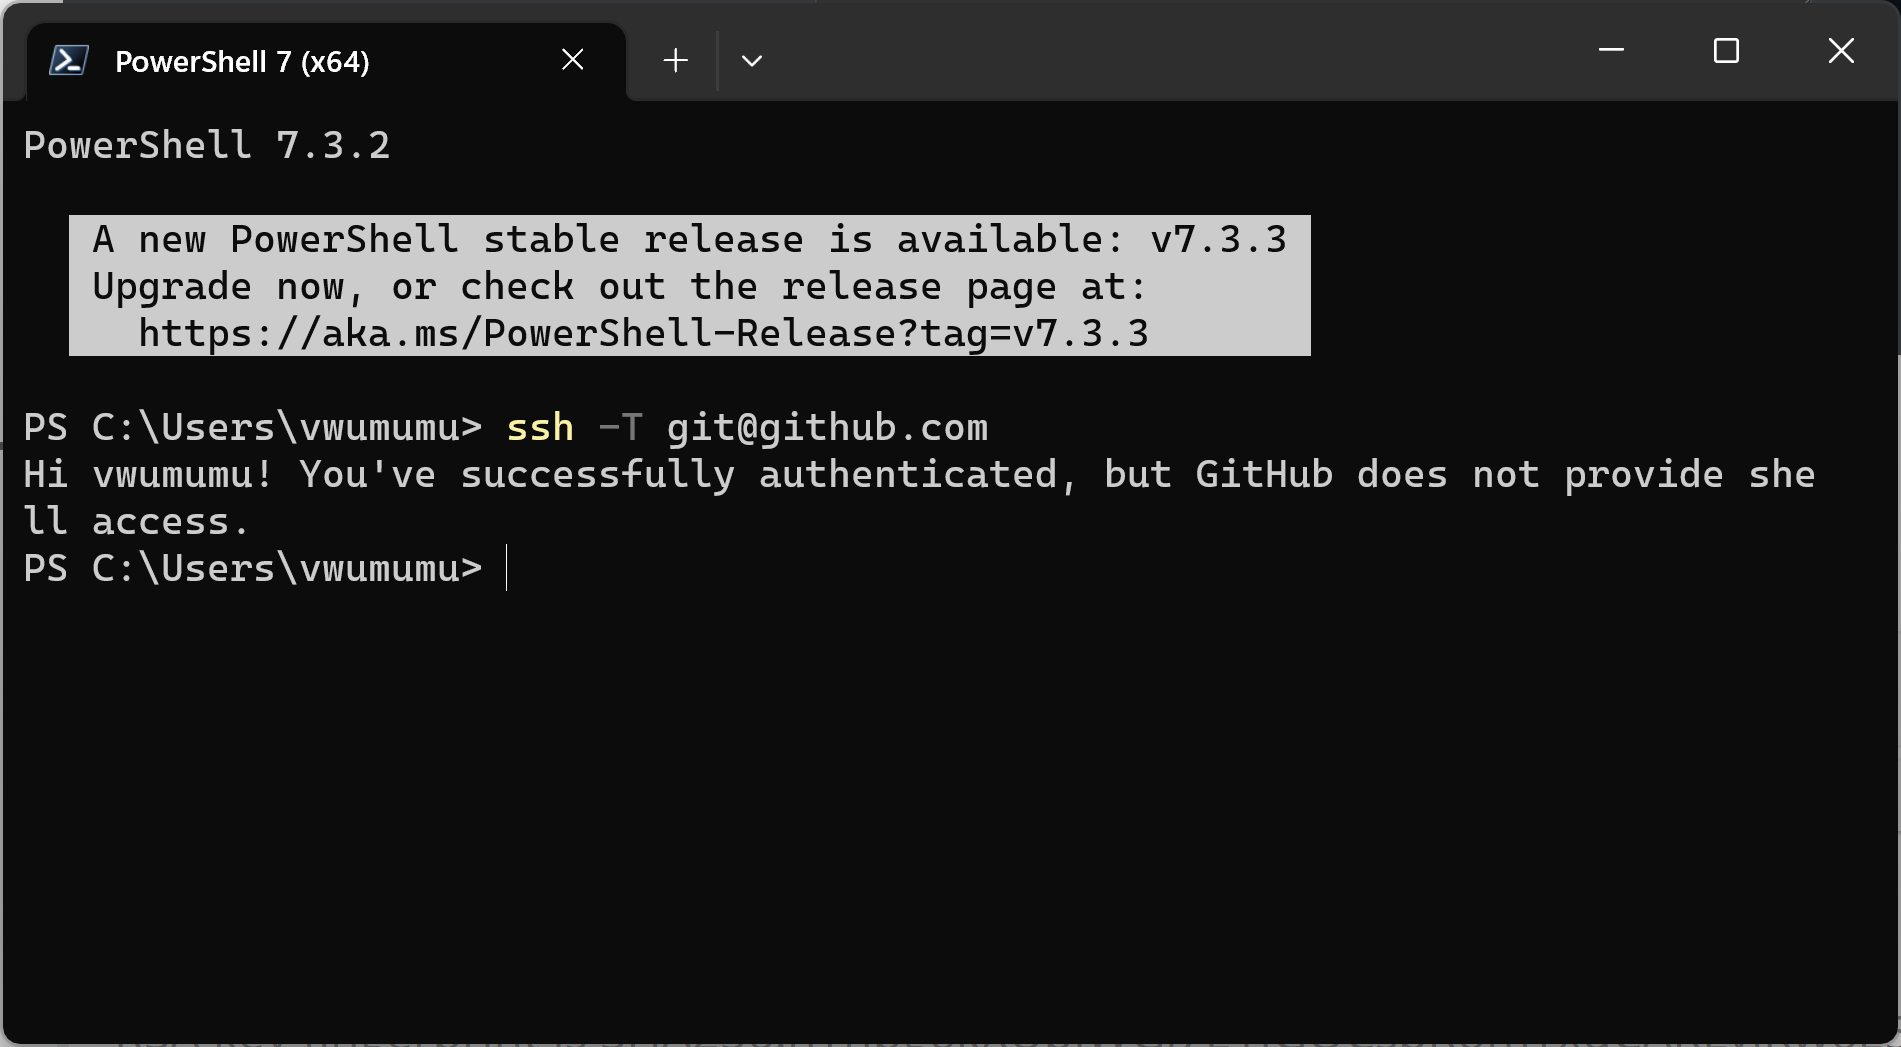 PowerShell 7 (x64)
PowerShell 7.3.2
A new PowerShell stable release is available: v7.3.3
Upgrade now, or check out the release page at:
https://aka.ms/PowerShell-Release?tag=v7.3.3
PS C:\Users\vwumumu> ssh -T git@github.com
Hi vwumumu! You've successfully authenticated, but GitHub does not provide she
ll access.
PS C:\Users\vwumumu>